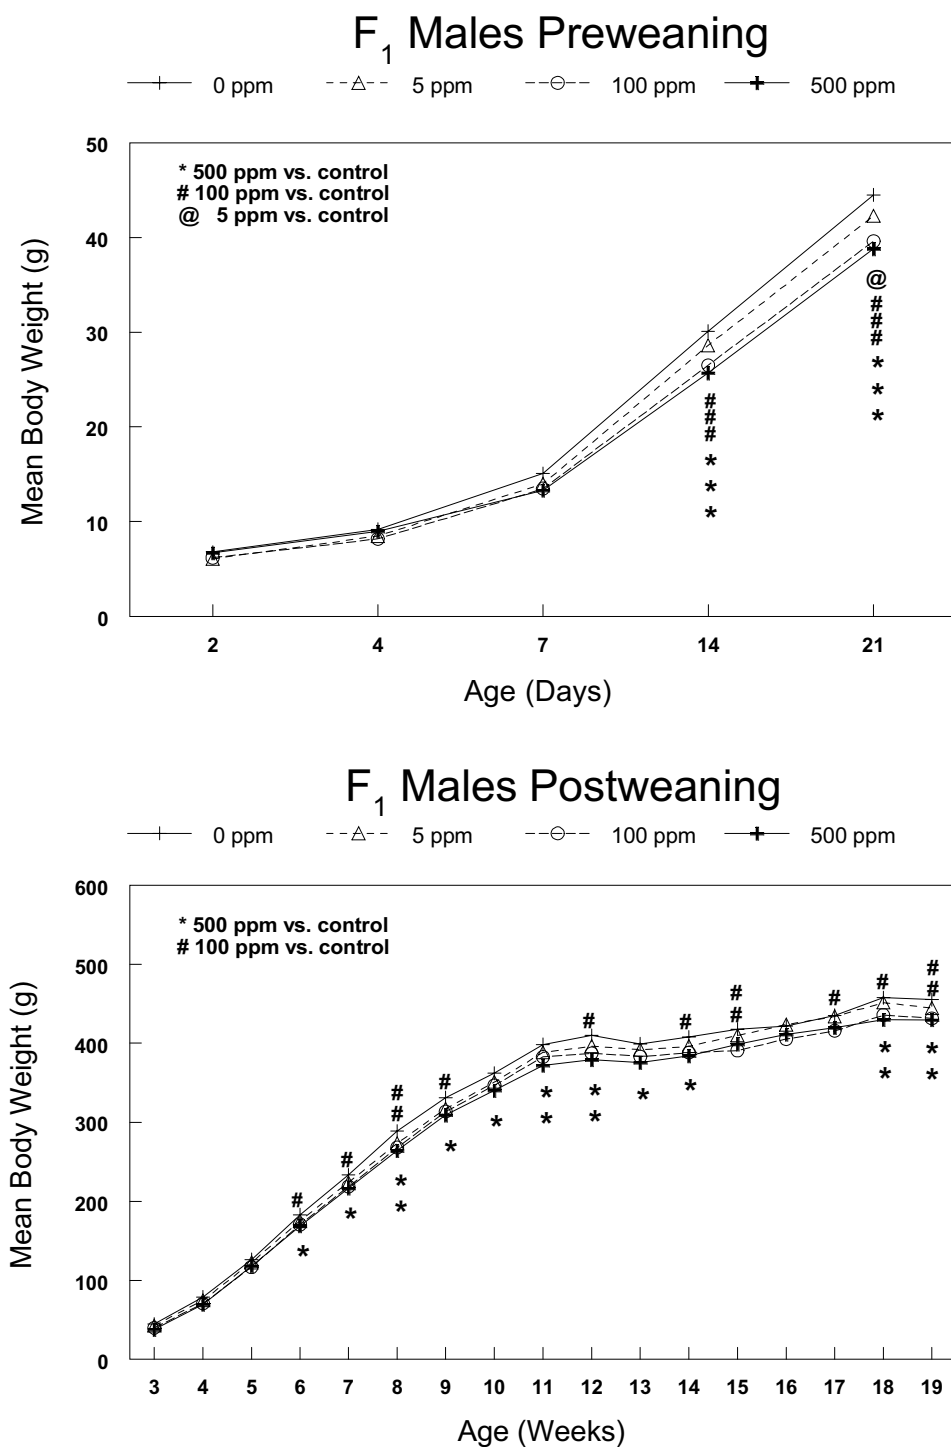 F1 Males Preweaning
0 ppm 5 ppm 100 ppm 500 ppm
* 500 ppm vs. control
# 100 ppm vs. control
@ 5 ppm vs. control
Mean Body Weight (g)
50
40
30
20
10
0
@
#
#
#
*
*
*
#
#
#
*
*
*
2 4 7 14 21
Age (Days)
F1 Males Postweaning
0 ppm 5 ppm 100 ppm 500 ppm
* 500 ppm vs. control
# 100 ppm vs. control
Mean Body Weight (g)
600
500
400
300
200
100
0
# # ## # # # ## # # ##
* * ** * * ** ** * * ** **
3 4 5 6 7 8 9 10 11 12 13 14 15 16 17 18 19
Age (Weeks)